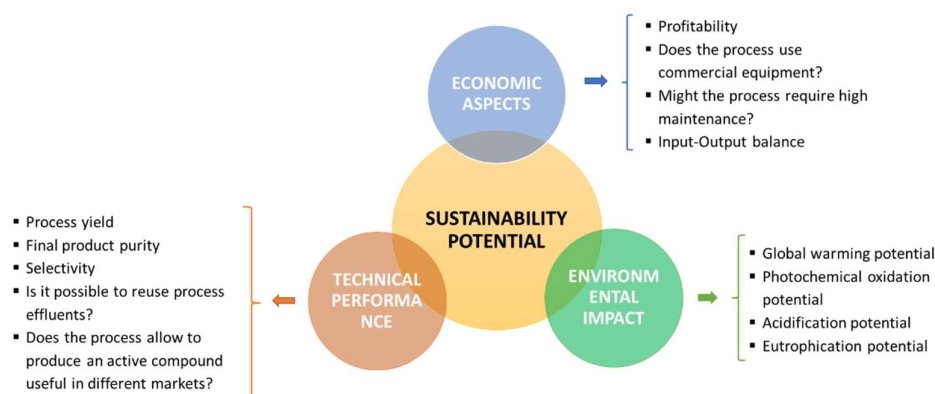 ECONOMIC
ASPECTS
▪ Profitability
▪ Does the process use
commercial equipment?
▪ Might the process require high
maintenance?
▪ Input-Output balance
SUSTAINABILITY
POTENTIAL
▪ Process yield
▪ Final product purity
▪ Selectivity
▪ Is it possible to reuse process
effluents?
▪ Does the process allow to
produce an active compound
useful in different markets?
TECHNICAL
PERFORMA
NCE
ENVIRONM
ENTAL
IMPACT
▪ Global warming potential
▪ Photochemical oxidation
potential
▪ Acidification potential
▪ Eutrophication potential